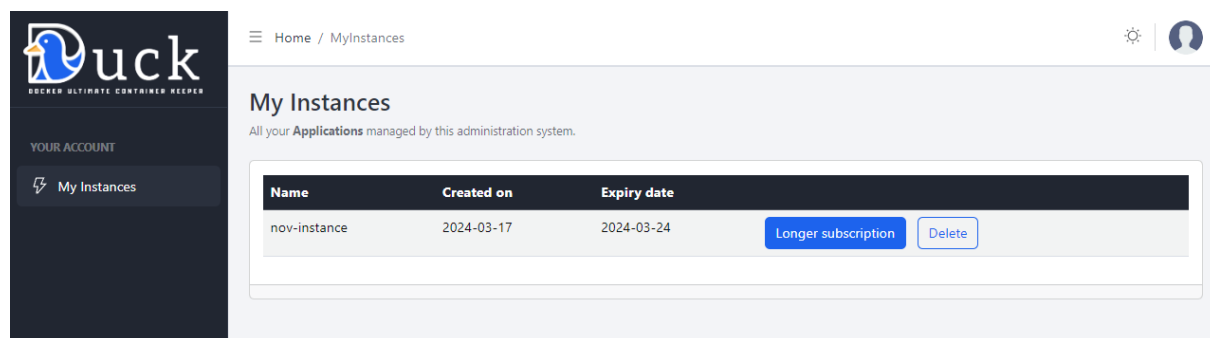 Duck
DOCKER ULTIMATE CONTAINER KEEPER
YOUR ACCOUNT
My Instances
Home / MyInstances
My Instances
All your Applications managed by this administration system.
Name Created on Expiry date
nov-instance 2024-03-17 2024-03-24 Longer subscription Delete